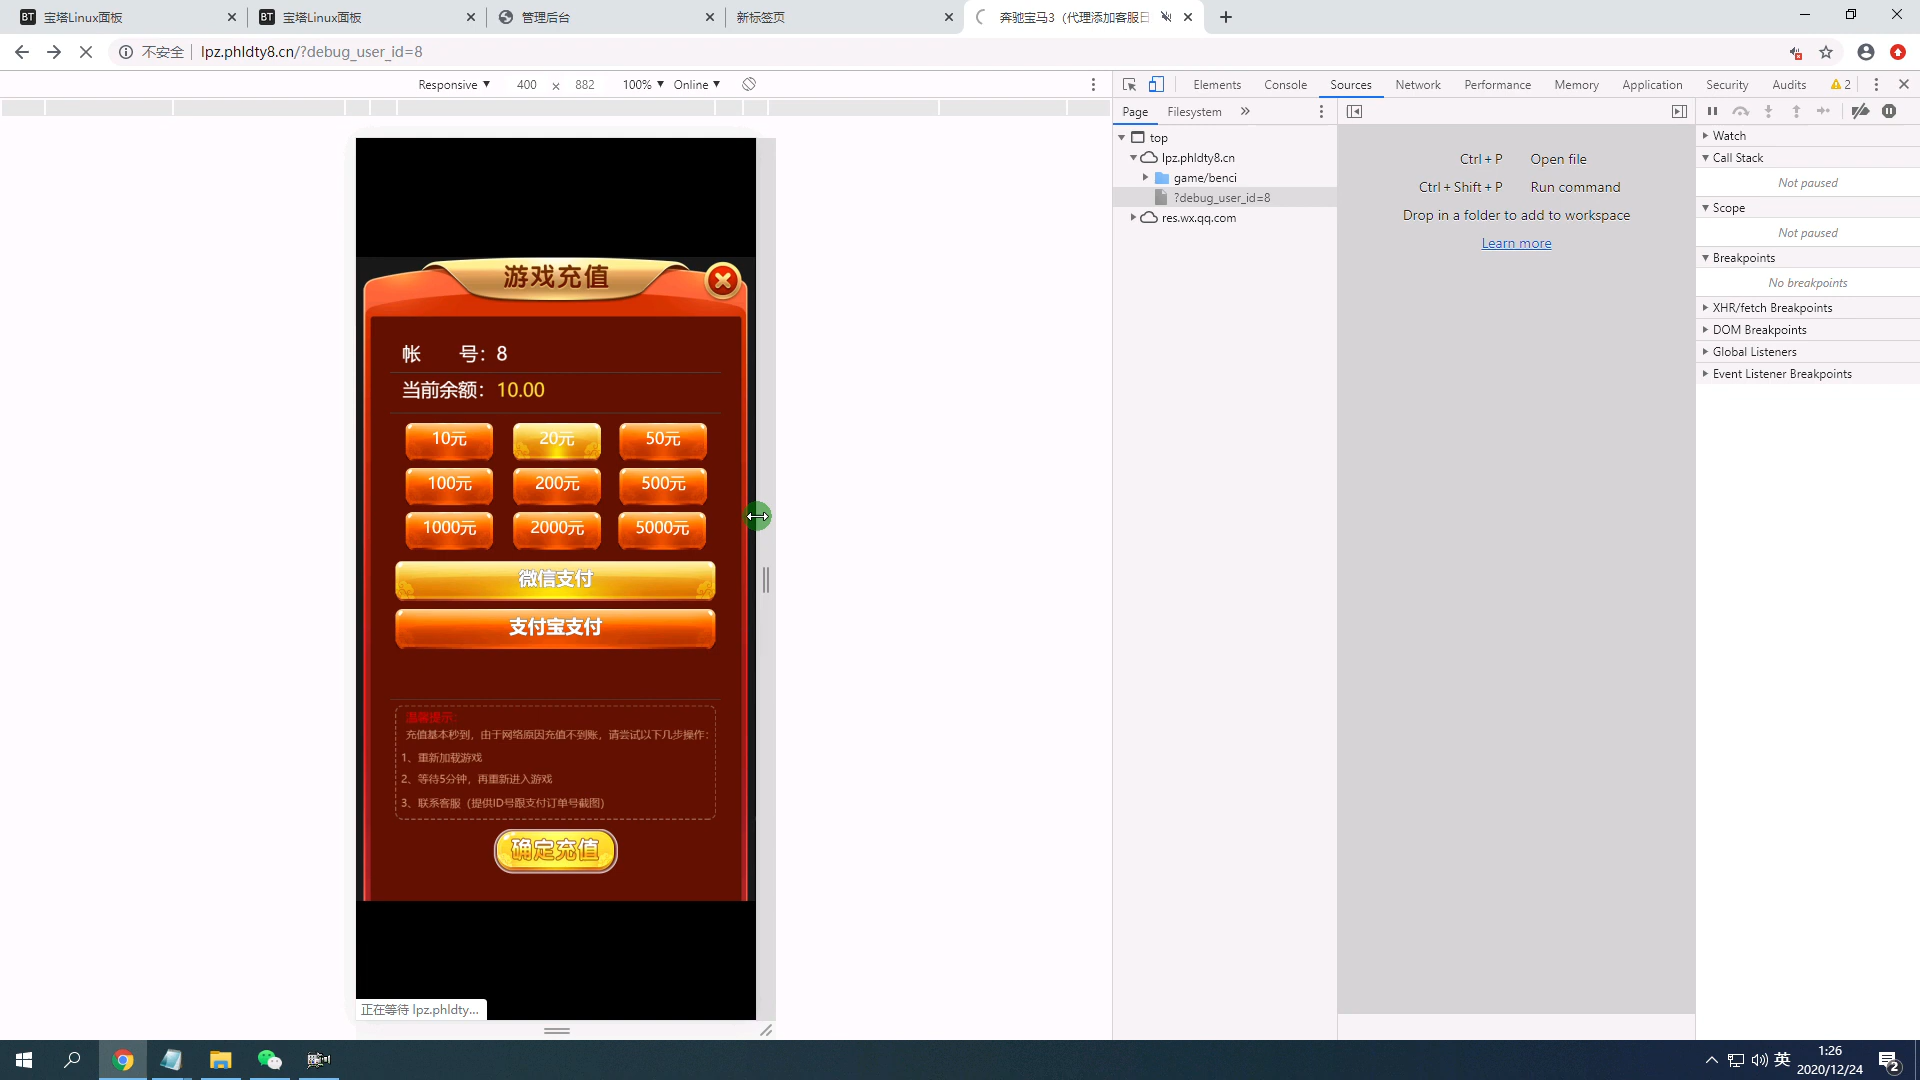 宝塔Linux面板
宝塔Linux面板
管理后台
新标签页
奔驰宝马3（代理添加客服日
不安全
lpz.phldty8.cn/?debug_user_id=8
Responsive
400 × 882
100%
Online
Elements Console Sources Network Performance Memory Application Security Audits 2
Page Filesystem »
top
lpz.phldty8.cn
game/benci
?debug_user_id=8
res.wx.qq.com
Ctrl + P Open file
Ctrl + Shift + P Run command
Drop in a folder to add to workspace
Learn more
Watch
Call Stack
Not paused
Scope
Not paused
Breakpoints
No breakpoints
XHR/fetch Breakpoints
DOM Breakpoints
Global Listeners
Event Listener Breakpoints
游戏充值
帐 号：8
当前余额：10.00
10元 20元 50元
100元 200元 500元
1000元 2000元 5000元
微信支付
支付宝支付
温馨提示:
充值基本秒到，由于网络原因充值不到账，请尝试以下几步操作：
1、重新加载游戏
2、等待5分钟，再重新进入游戏
3、联系客服（提供ID号跟支付订单号截图）
确定充值
正在等待 lpz.phldty...
英
1:26
2020/12/24
2